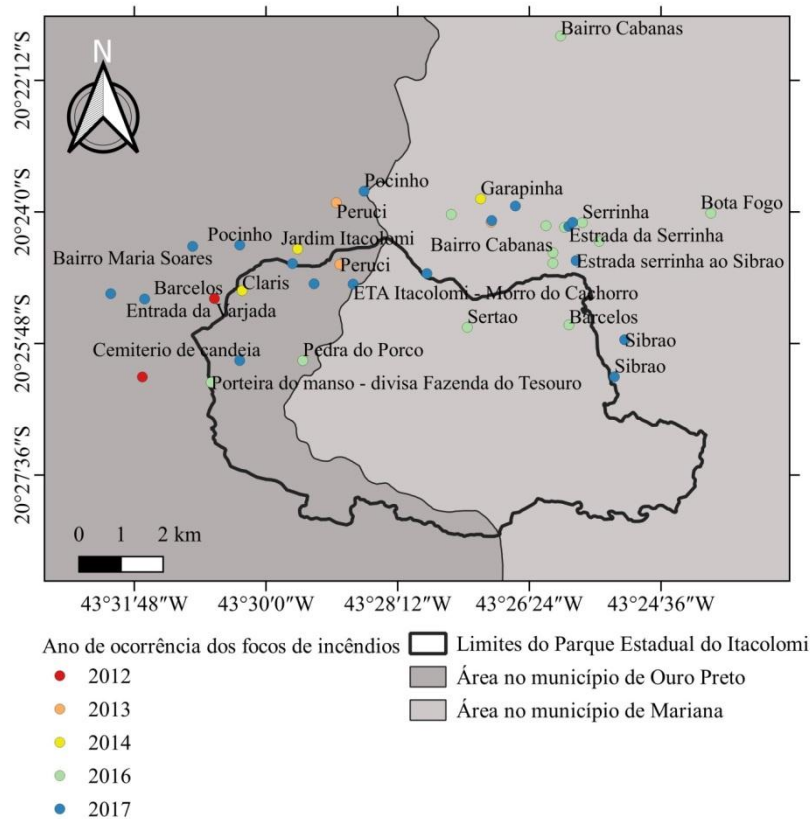 Bairro Cabanas
N
20°22'12"S
Pocinho
Garapinha
20°24'0"S
Peruci
Serrinha
Bota Fogo
Pocinho
Jardim Itacolomi
Bairro Cabanas
Estrada da Serrinha
Bairro Maria Soares
Peruci
Estrada serrinha ao Sibrao
Barcelos
Claris
ETA Itacolomi - Morro do Cachorro
Entrada da Varjada
Sertao
Barcelos
20°25'48"S
Cemiterio de candeia
Pedra do Porco
Sibrao
Sibrao
Porteira do manso - divisa Fazenda do Tesouro
20°27'36"S
0 1 2 km
43°31'48"W 43°30'0"W 43°28'12"W 43°26'24"W 43°24'36"W
Ano de ocorrência dos focos de incêndios
2012
2013
2014
2016
2017
Limites do Parque Estadual do Itacolomi
Área no município de Ouro Preto
Área no município de Mariana